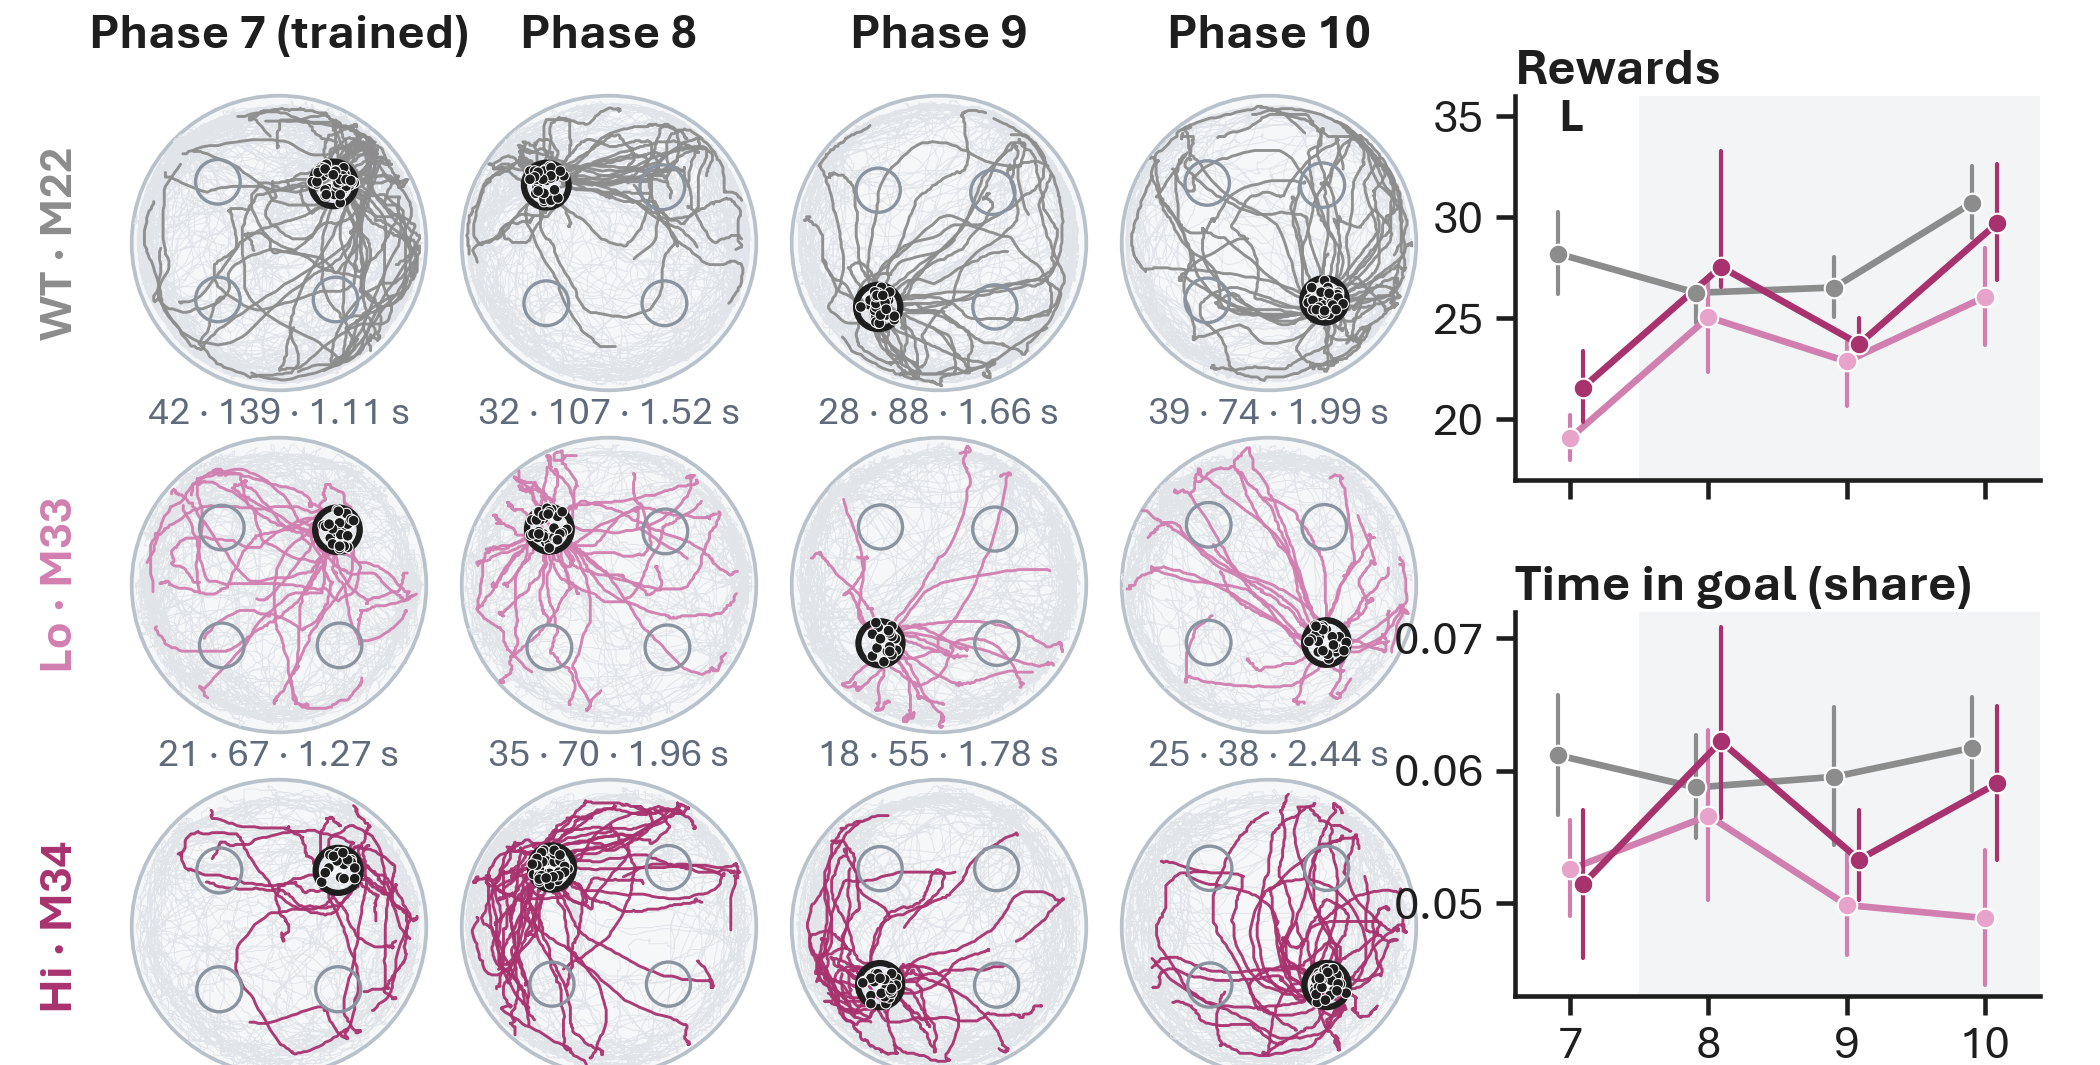 Phase 7 (trained) Phase 8 Phase 9 Phase 10
Rewards
WT · M22
35
L
30
25
20
42 · 139 · 1.11 s 32 · 107 · 1.52 s 28 · 88 · 1.66 s 39 · 74 · 1.99 s
Lo · M33
Time in goal (share)
0.07
0.06
0.05
21 · 67 · 1.27 s 35 · 70 · 1.96 s 18 · 55 · 1.78 s 25 · 38 · 2.44 s
Hi · M34
7 8 9 10